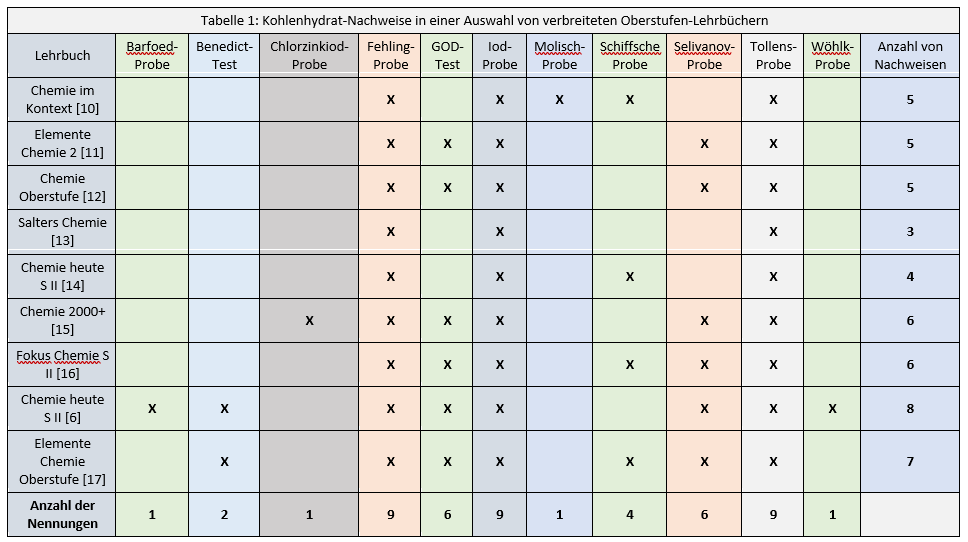 Tabelle 1: Kohlenhydrat-Nachweise in einer Auswahl von verbreiteten Oberstufen-Lehrbüchern
Lehrbuch Barfoed-Probe Benedict-Test Chlorzinkiod-Probe Fehling-Probe GOD-Test Iod-Probe Molisch-Probe Schiffsche Probe Selivanov-Probe Tollens-Probe Wöhlk-Probe Anzahl von Nachweisen
Chemie im Kontext [10] X X X X X 5
Elemente Chemie 2 [11] X X X X X 5
Chemie Oberstufe [12] X X X X X 5
Salters Chemie [13] X X X 3
Chemie heute S II [14] X X X X 4
Chemie 2000+ [15] X X X X X X 6
Fokus Chemie S II [16] X X X X X X 6
Chemie heute S II [6] X X X X X X X X 8
Elemente Chemie Oberstufe [17] X X X X X X X 7
Anzahl der Nennungen 1 2 1 9 6 9 1 4 6 9 1